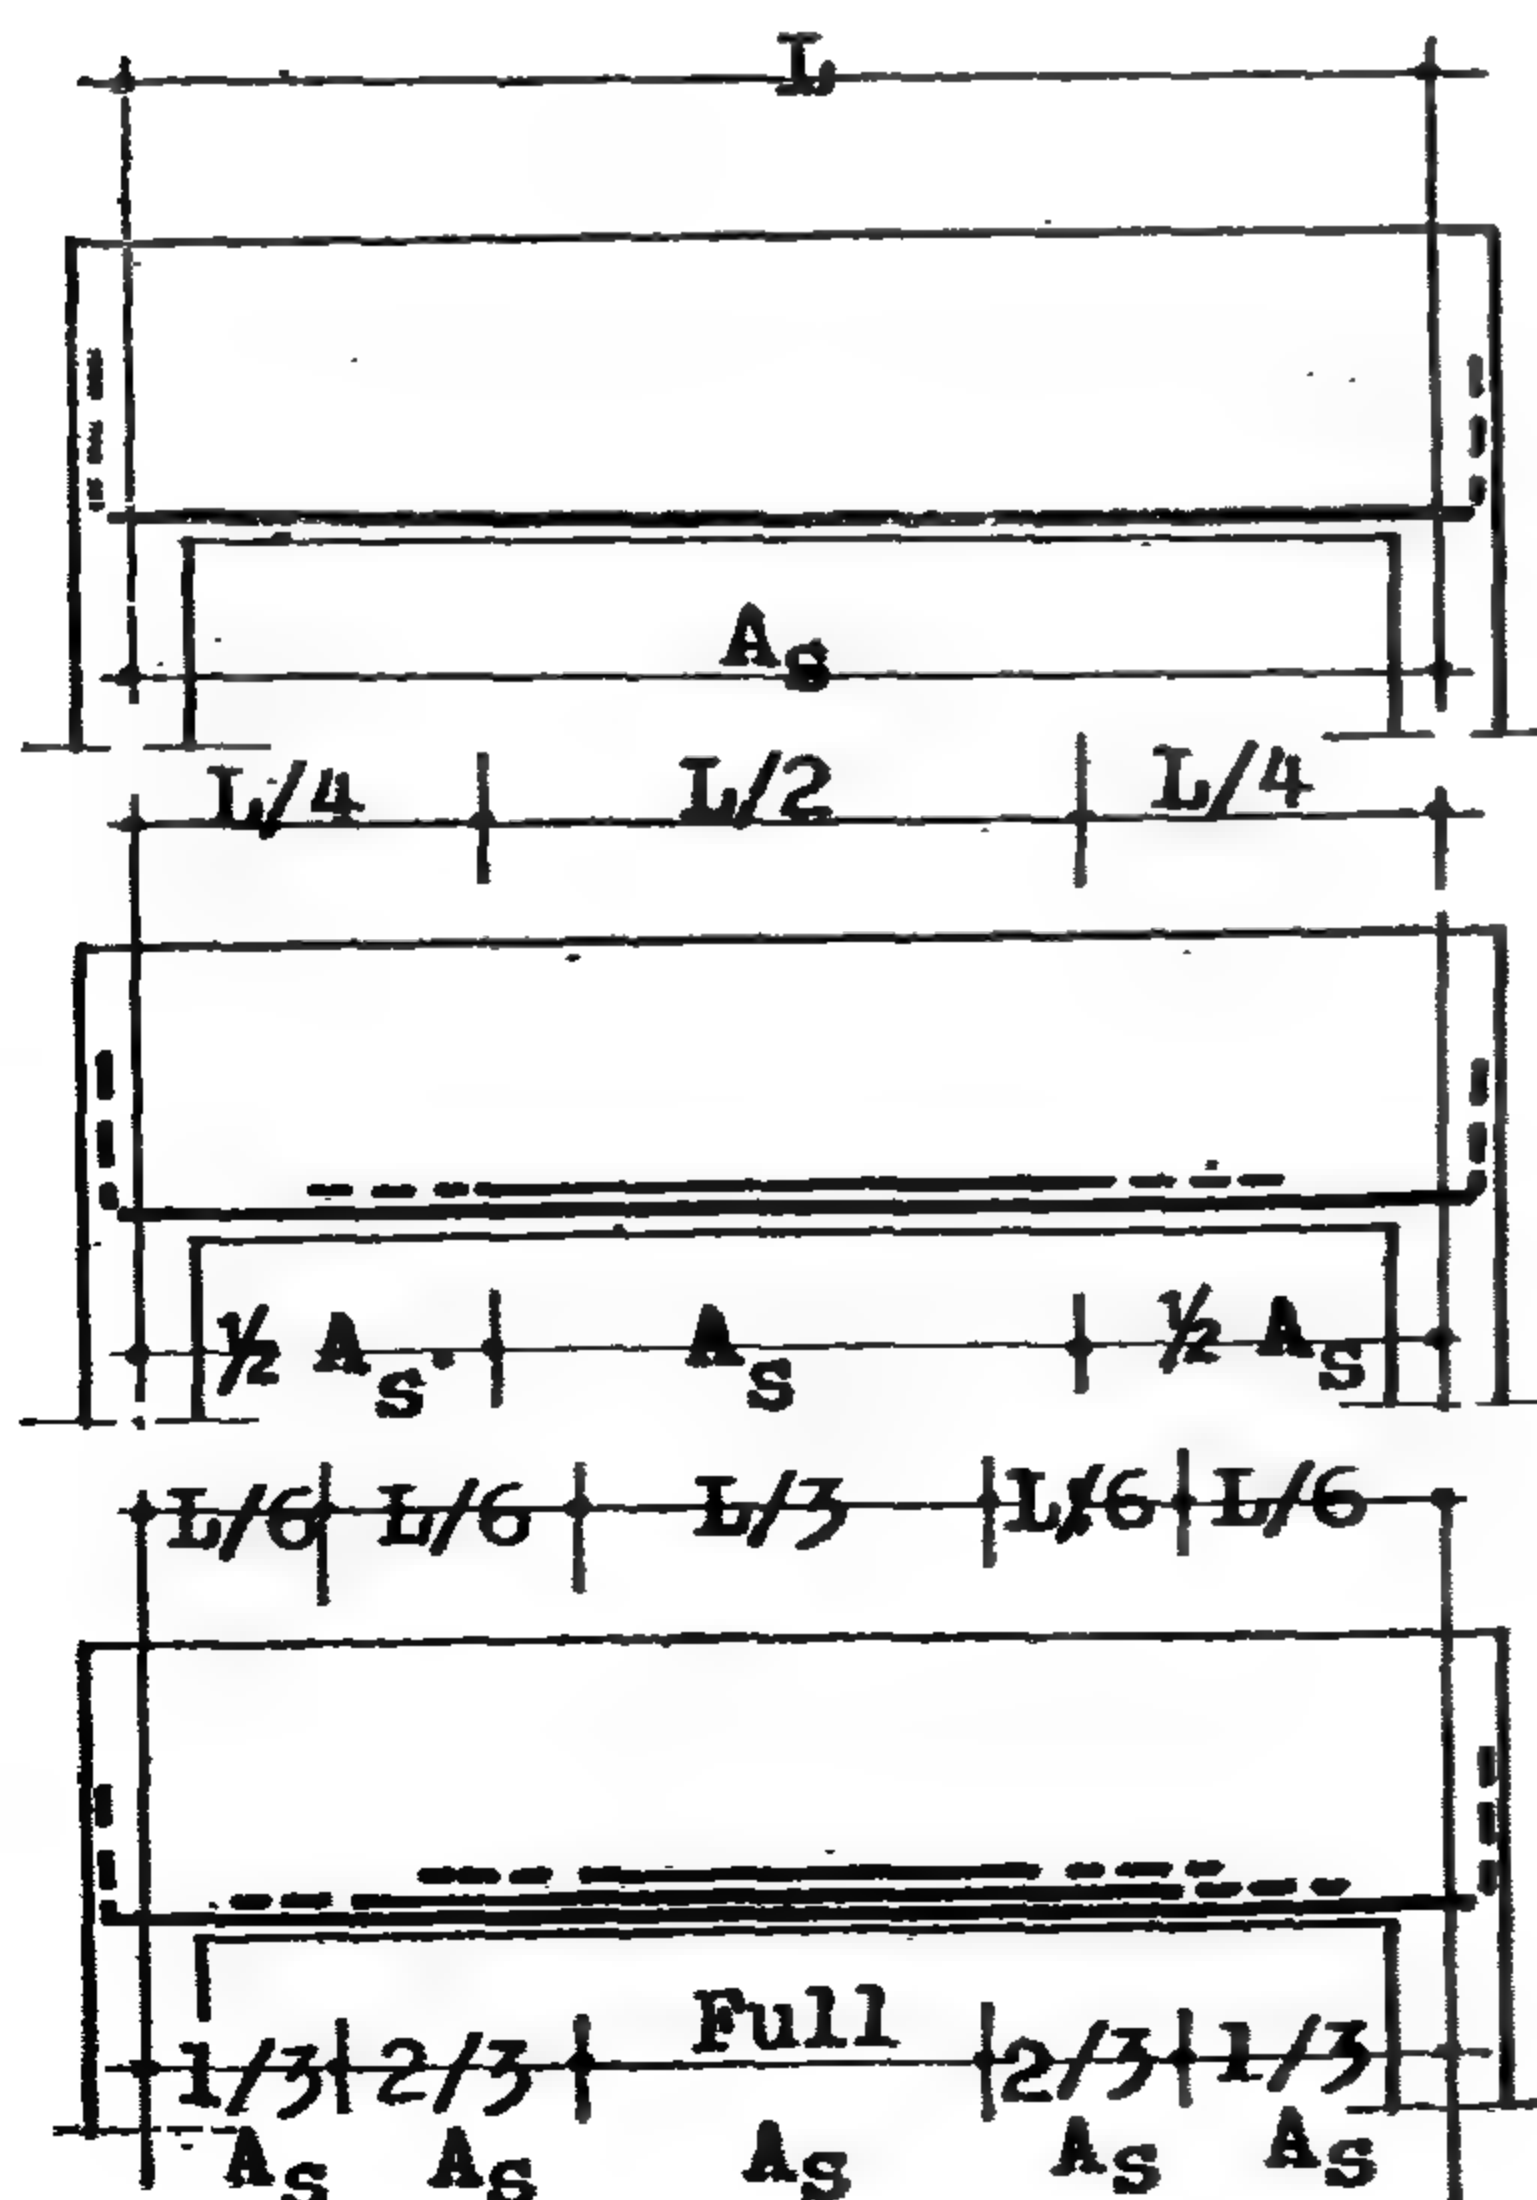 L
As
L/4 L/2 L/4
½ As. As ½ As
L/6 L/6 L/3 L/6 L/6
Full
1/3 2/3 2/3 1/3
As As As As As